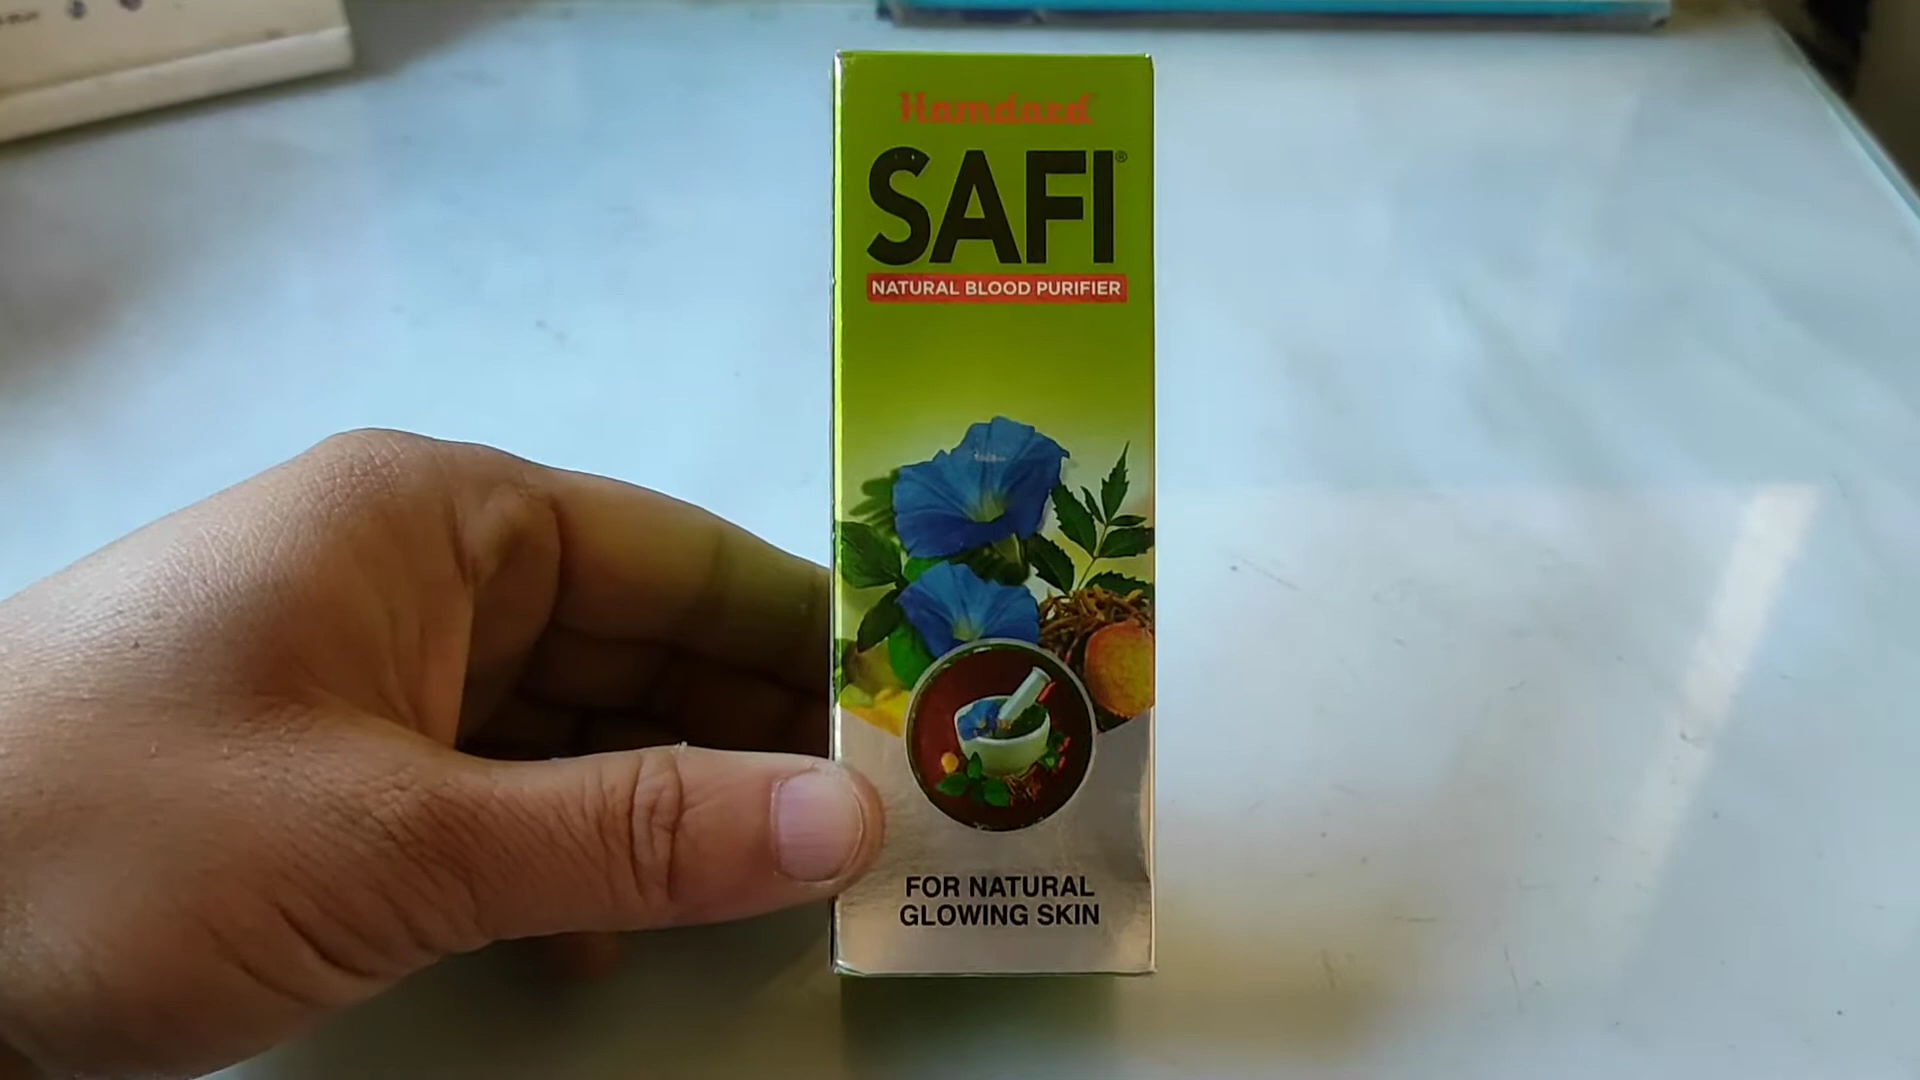 Hamdard
SAFI®
NATURAL BLOOD PURIFIER
FOR NATURAL
GLOWING SKIN